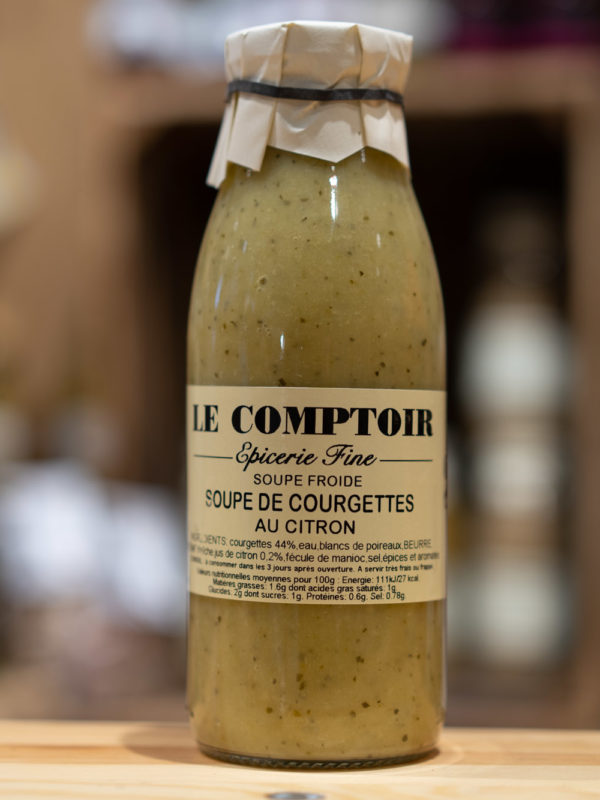 LE COMPTOIR
Epicerie Fine
SOUPE FROIDE
SOUPE DE COURGETTES
AU CITRON
INGRÉDIENTS: courgettes 44%,eau,blancs de poireaux,BEURRE
fraîche,jus de citron 0,2%,fécule de manioc,sel,épices et aromates
à consommer dans les 3 jours après ouverture. A servir très frais ou frappé.
Valeurs nutritionnelles moyennes pour 100g : Energie: 111kJ/27 kcal
Matières grasses: 1.6g dont acides gras saturés: 1g
Glucides: 2g dont sucres: 1g. Protéines: 0.6g. Sel: 0.78g